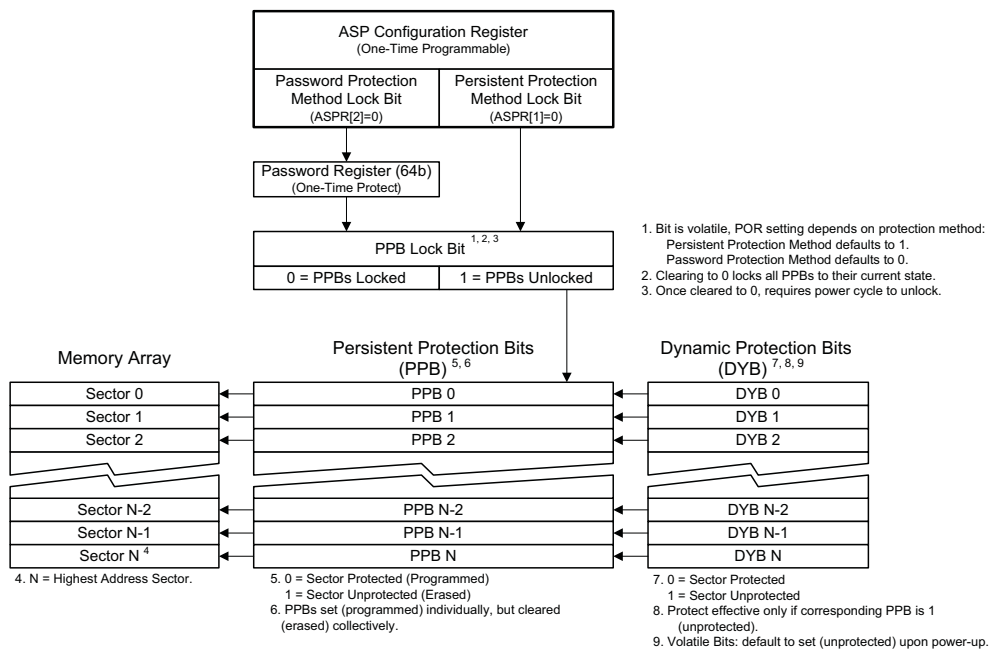 ASP Configuration Register
(One-Time Programmable)
Password Protection
Method Lock Bit
(ASPR[2]=0)
Persistent Protection
Method Lock Bit
(ASPR[1]=0)
Password Register (64b)
(One-Time Protect)
PPB Lock Bit 1, 2, 3
0 = PPBs Locked
1 = PPBs Unlocked
1. Bit is volatile, POR setting depends on protection method:
Persistent Protection Method defaults to 1.
Password Protection Method defaults to 0.
2. Clearing to 0 locks all PPBs to their current state.
3. Once cleared to 0, requires power cycle to unlock.
Memory Array
Sector 0
Sector 1
Sector 2
Sector N-2
Sector N-1
Sector N 4
4. N = Highest Address Sector.
Persistent Protection Bits
(PPB) 5, 6
PPB 0
PPB 1
PPB 2
PPB N-2
PPB N-1
PPB N
5. 0 = Sector Protected (Programmed)
1 = Sector Unprotected (Erased)
6. PPBs set (programmed) individually, but cleared
(erased) collectively.
Dynamic Protection Bits
(DYB) 7, 8, 9
DYB 0
DYB 1
DYB 2
DYB N-2
DYB N-1
DYB N
7. 0 = Sector Protected
1 = Sector Unprotected
8. Protect effective only if corresponding PPB is 1
(unprotected).
9. Volatile Bits: default to set (unprotected) upon power-up.